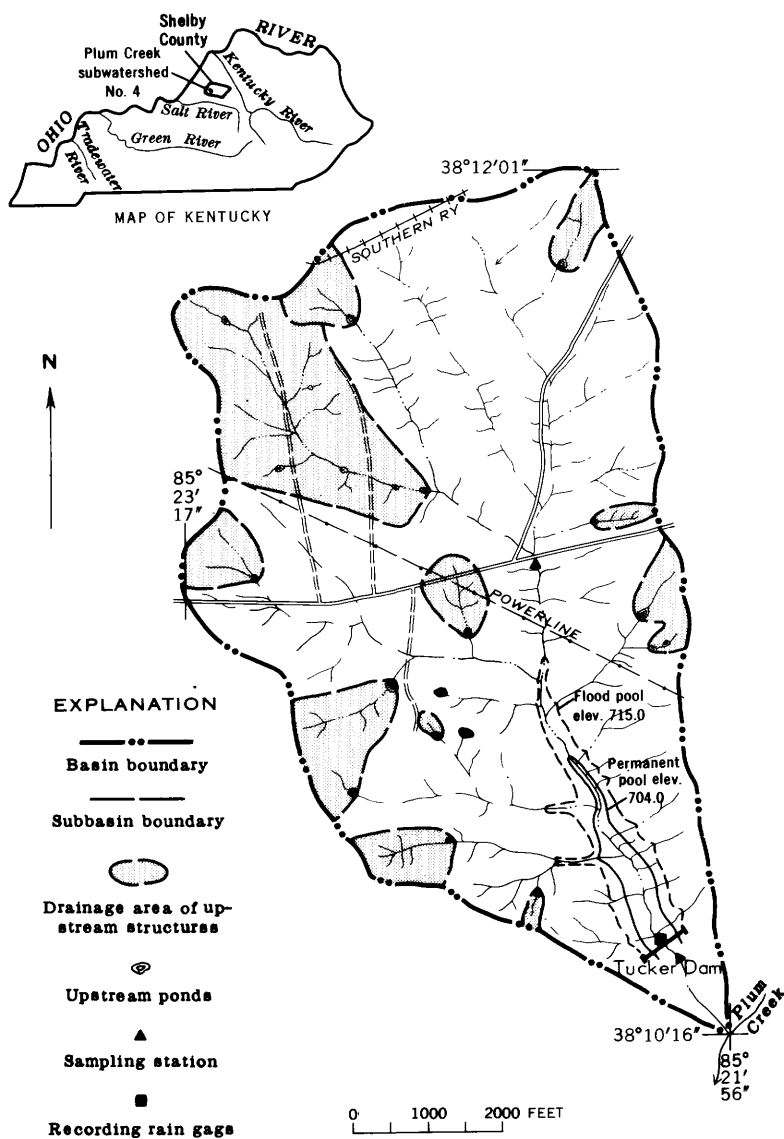 Shelby
County
RIVER
Plum Creek
subwatershed
No. 4
Kentucky River
Salt River
OHIO
Tradewater
River
Green River
MAP OF KENTUCKY
38°12'01"
SOUTHERN RY
N
85°
23'
17"
POWERLINE
EXPLANATION
Flood pool
elev. 715.0
Basin boundary
Permanent
pool elev.
704.0
Subbasin boundary
Drainage area of up-
stream structures
Upstream ponds
Tucker Dam
Plum
Creek
38°10'16"
85°
21'
56"
Sampling station
Recording rain gags
0 1000 2000 FEET